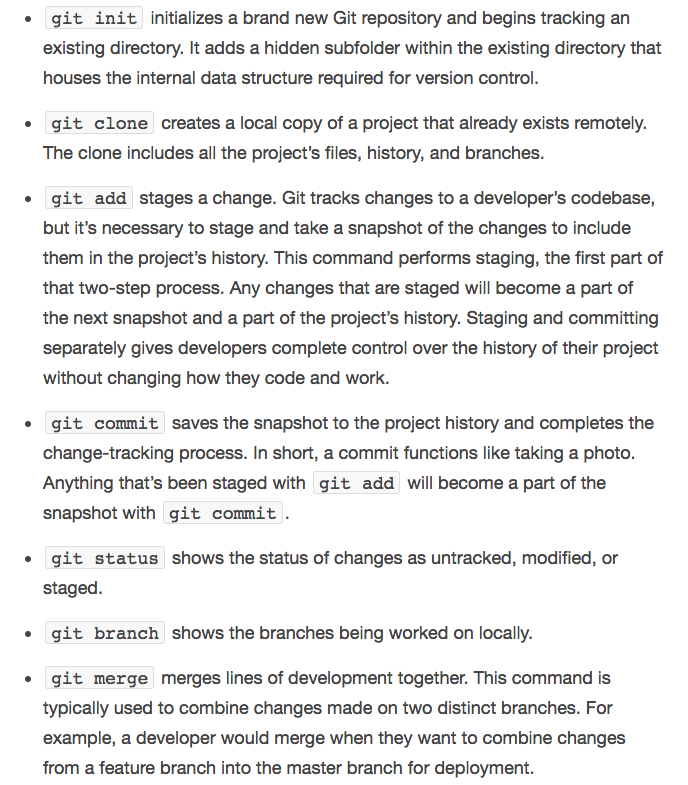 • git init initializes a brand new Git repository and begins tracking an
existing directory. It adds a hidden subfolder within the existing directory that
houses the internal data structure required for version control.
• git clone creates a local copy of a project that already exists remotely.
The clone includes all the project’s files, history, and branches.
• git add stages a change. Git tracks changes to a developer’s codebase,
but it’s necessary to stage and take a snapshot of the changes to include
them in the project’s history. This command performs staging, the first part of
that two-step process. Any changes that are staged will become a part of
the next snapshot and a part of the project’s history. Staging and committing
separately gives developers complete control over the history of their project
without changing how they code and work.
• git commit saves the snapshot to the project history and completes the
change-tracking process. In short, a commit functions like taking a photo.
Anything that’s been staged with git add will become a part of the
snapshot with git commit.
• git status shows the status of changes as untracked, modified, or
staged.
• git branch shows the branches being worked on locally.
• git merge merges lines of development together. This command is
typically used to combine changes made on two distinct branches. For
example, a developer would merge when they want to combine changes
from a feature branch into the master branch for deployment.